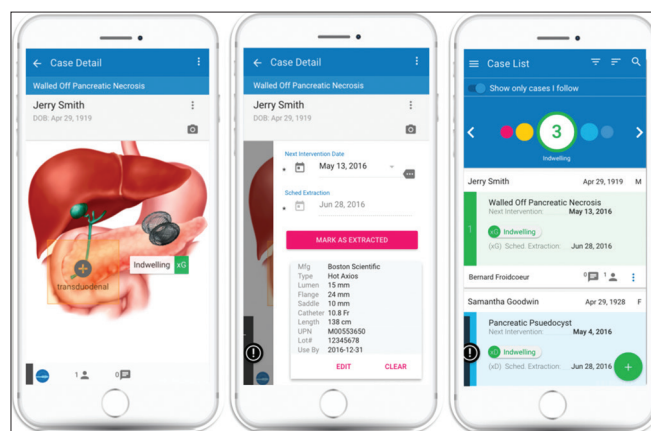 Case Detail
Walled Off Pancreatic Necrosis
Jerry Smith
DOB: Apr 29, 1919
Indwelling xG
transduodenal
1
0
Case Detail
Walled Off Pancreatic Necrosis
Jerry Smith
DOB: Apr 29, 1919
Next Intervention Date
May 13, 2016
Sched Extraction
Jun 28, 2016
MARK AS EXTRACTED
Mfg Boston Scientific
Type Hot Axios
Lumen 15 mm
Flange 24 mm
Saddle 10 mm
Catheter 10.8 Fr
Length 138 cm
UPN M00553650
Lot# 12345678
Use By 2016-12-31
EDIT CLEAR
Case List
Show only cases I follow
3
Indwelling
Jerry Smith Apr 29, 1919 M
1
Walled Off Pancreatic Necrosis
Next Intervention: May 13, 2016
xG Indwelling
(xG) Sched. Extraction: Jun 28, 2016
Bernard Froidcoeur 0 1
Samantha Goodwin Apr 29, 1928 F
Pancreatic Psuedocyst
Next Intervention: May 4, 2016
xG Indwelling
(xD) Sched. Extraction: Jun 28, 2016